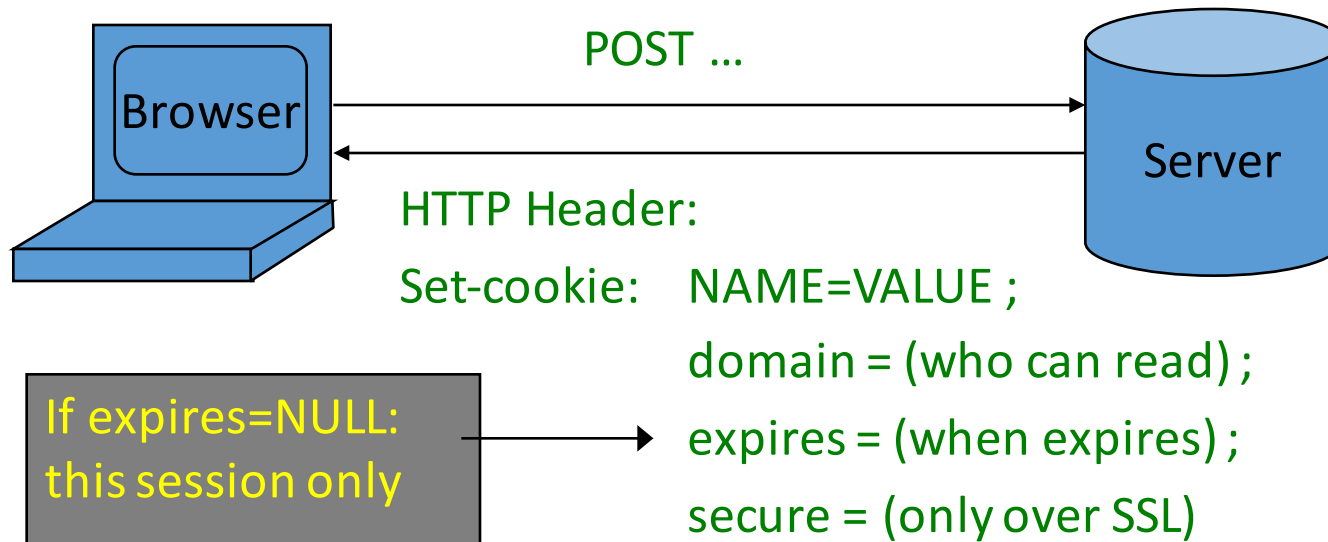 POST ...
Browser
Server
HTTP Header:
Set-cookie: NAME=VALUE ;
domain = (who can read) ;
If expires=NULL:
this session only
expires = (when expires) ;
secure = (only over SSL)